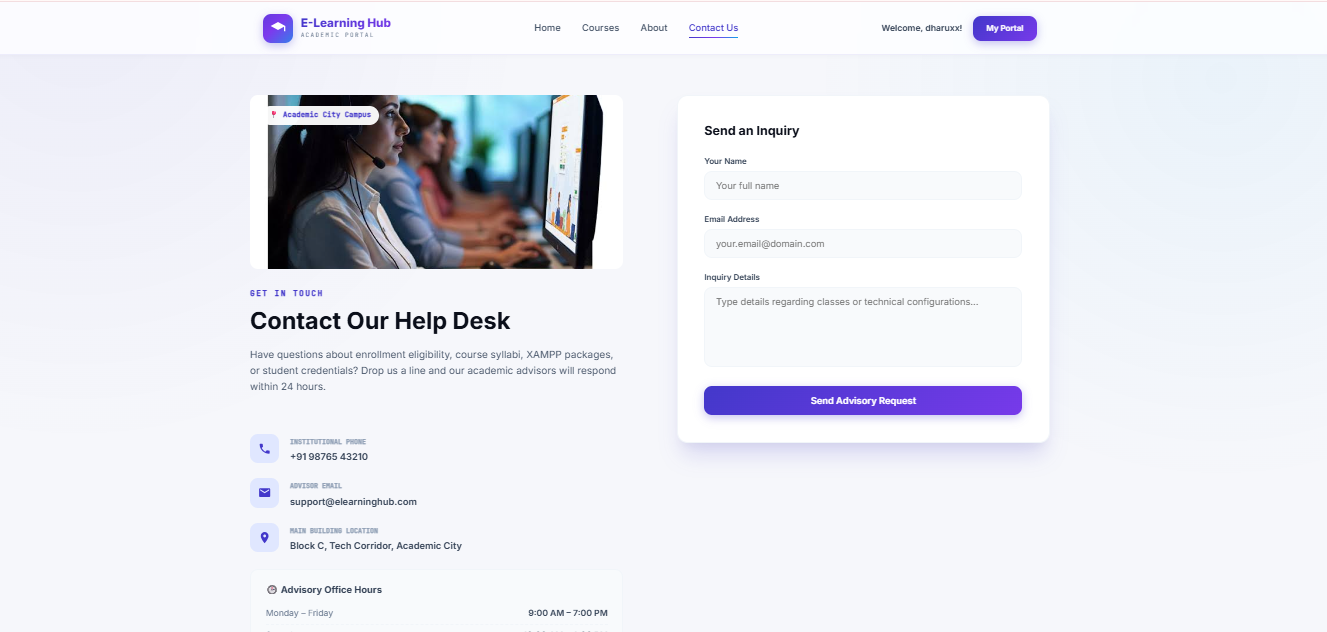 E-Learning Hub
ACADEMIC PORTAL
Home
Courses
About
Contact Us
Welcome, dharuxx!
My Portal
Academic City Campus
GET IN TOUCH
Contact Our Help Desk
Have questions about enrollment eligibility, course syllabi, XAMPP packages,
or student credentials? Drop us a line and our academic advisors will respond
within 24 hours.
INSTITUTIONAL PHONE
+91 98765 43210
ADVISOR EMAIL
support@elearninghub.com
MAIN BUILDING LOCATION
Block C, Tech Corridor, Academic City
Advisory Office Hours
Monday – Friday
9:00 AM – 7:00 PM
Send an Inquiry
Your Name
Your full name
Email Address
your.email@domain.com
Inquiry Details
Type details regarding classes or technical configurations...
Send Advisory Request